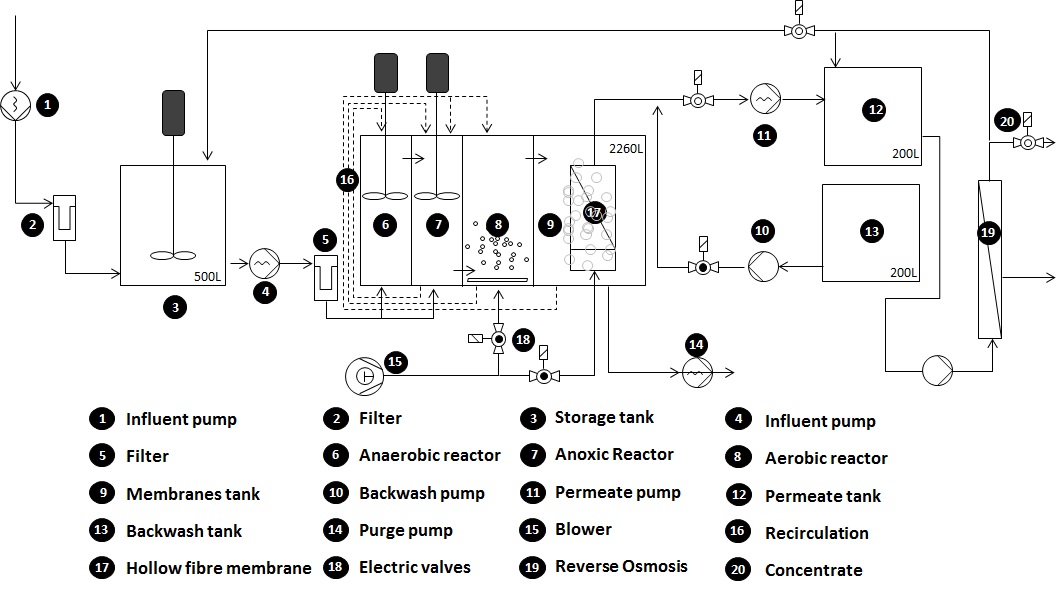 1
2
3
500L
4
5
16
6
7
8
9
17
2260L
18
15
14
11
10
12
200L
13
200L
20
19
1 Influent pump 2 Filter 3 Storage tank 4 Influent pump
5 Filter 6 Anaerobic reactor 7 Anoxic Reactor 8 Aerobic reactor
9 Membranes tank 10 Backwash pump 11 Permeate pump 12 Permeate tank
13 Backwash tank 14 Purge pump 15 Blower 16 Recirculation
17 Hollow fibre membrane 18 Electric valves 19 Reverse Osmosis 20 Concentrate